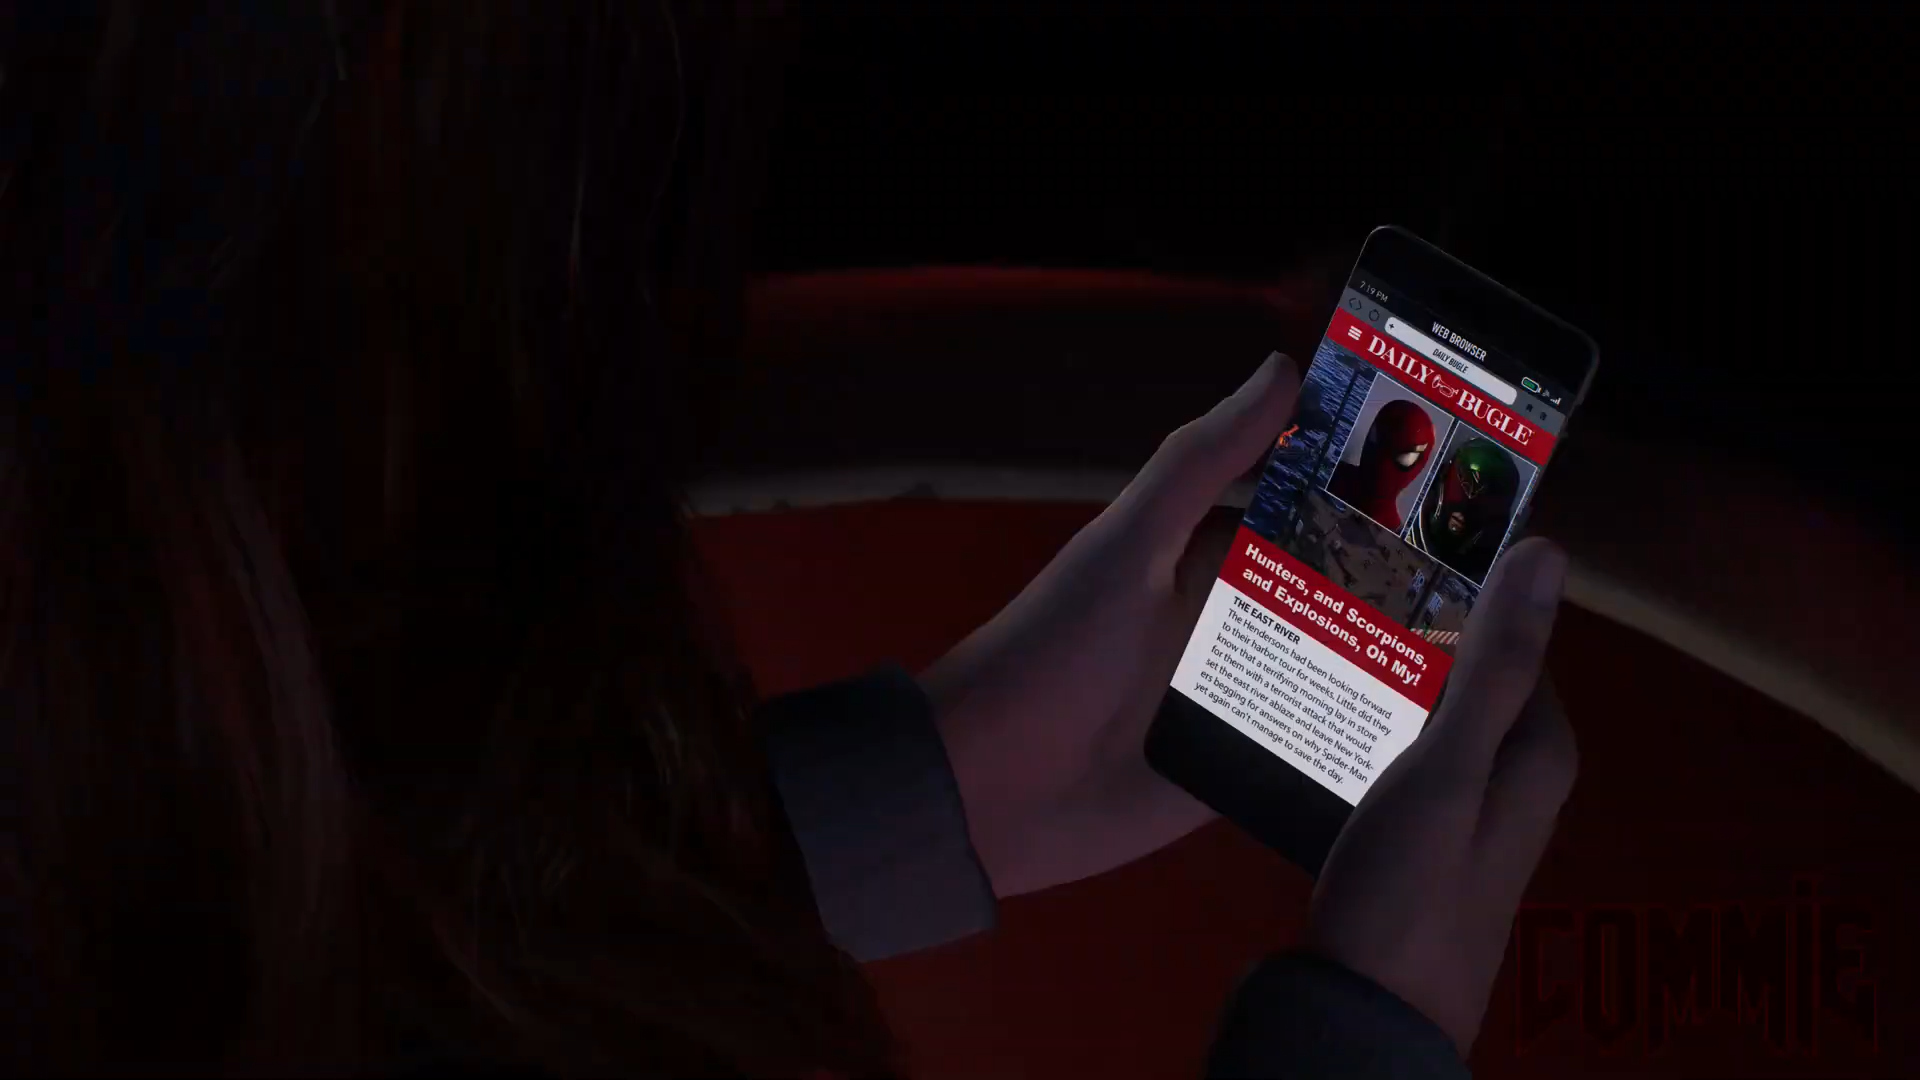 7:19 PM
WEB BROWSER
DAILY BUGLE
DAILY BUGLE
Hunters, and Scorpions,
and Explosions, Oh My!
THE EAST RIVER
The Hendersons had been looking forward
to their harbor tour for weeks. Little did they
know that a terrifying morning lay in store
for them with a terrorist attack that would
set the east river ablaze and leave New York-
ers begging for answers on why Spider-Man
yet again can't manage to save the day.
COMMIE